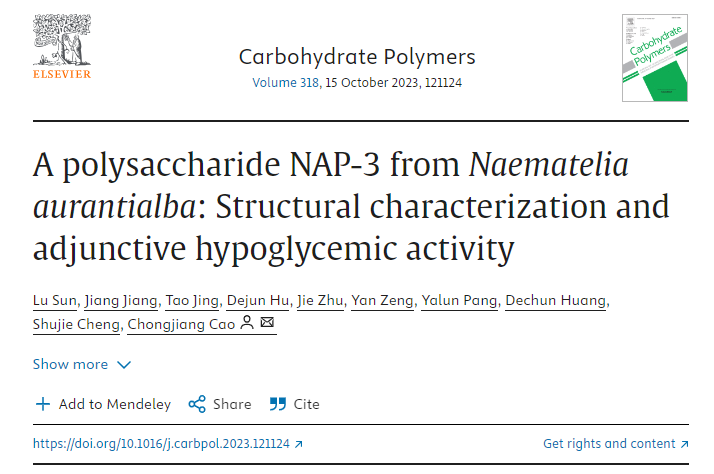 ELSEVIER
Carbohydrate Polymers
Volume 318, 15 October 2023, 121124
Carbohydrate
Polymers
A polysaccharide NAP-3 from Naematelia
aurantialba: Structural characterization and
adjunctive hypoglycemic activity
Lu Sun, Jiang Jiang, Tao Jing, Dejun Hu, Jie Zhu, Yan Zeng, Yalun Pang, Dechun Huang,
Shujie Cheng, Chongjiang Cao
Show more
Add to Mendeley Share Cite
https://doi.org/10.1016/j.carbpol.2023.121124 Get rights and content